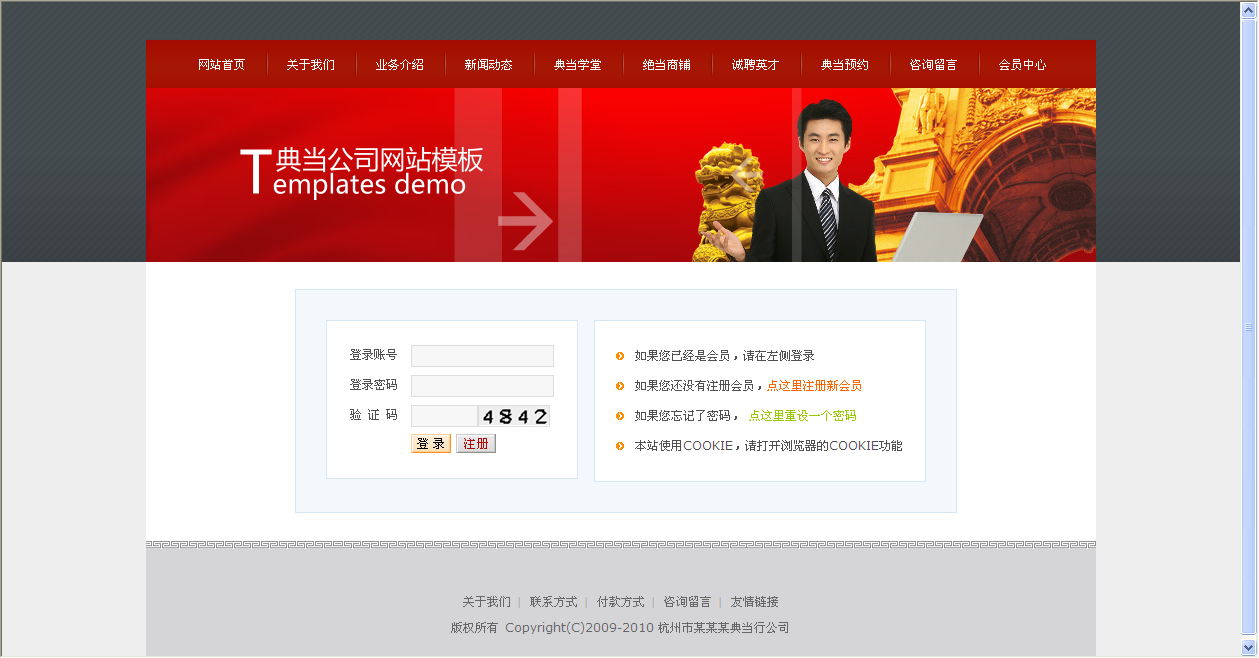 网站首页 关于我们 业务介绍 新闻动态 典当学堂 绝当商铺 诚聘英才 典当预约 咨询留言 会员中心
T典当公司网站模板
emplates demo
登录账号
登录密码
验 证 码 4842
登 录 注册
如果您已经是会员，请在左侧登录
如果您还没有注册会员，点这里注册新会员
如果您忘记了密码， 点这里重设一个密码
本站使用COOKIE，请打开浏览器的COOKIE功能
关于我们 | 联系方式 | 付款方式 | 咨询留言 | 友情链接
版权所有 Copyright(C)2009-2010 杭州市某某某典当行公司